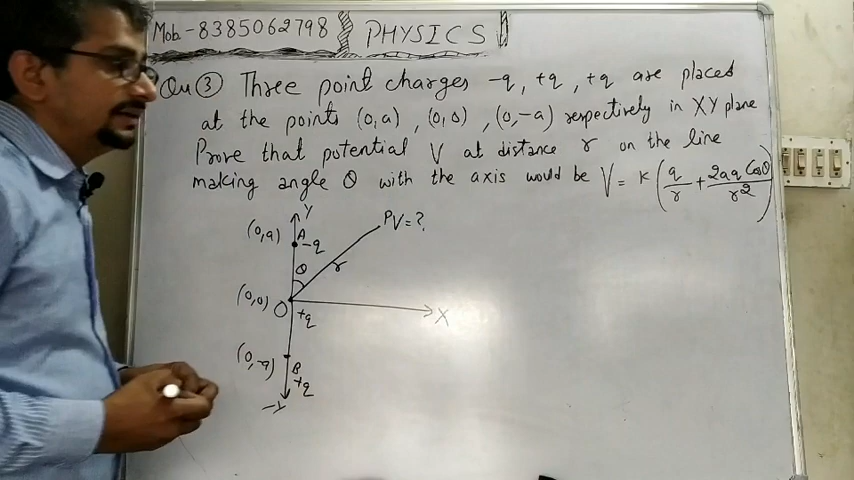 Mob.-8385062798 PHYSICS
Qu ③ Three point charges -q, +q, +q are placed
at the points (0,a), (0,0), (0,-a) respectively in XY plane
Prove that potential V at distance r on the line
making angle θ with the axis would be V = K(q/r + 2aq Cosθ/r²)
Y
(0,a) A -q
P V=?
θ r
(0,0) O +q X
(0,-a) B +q
-Y